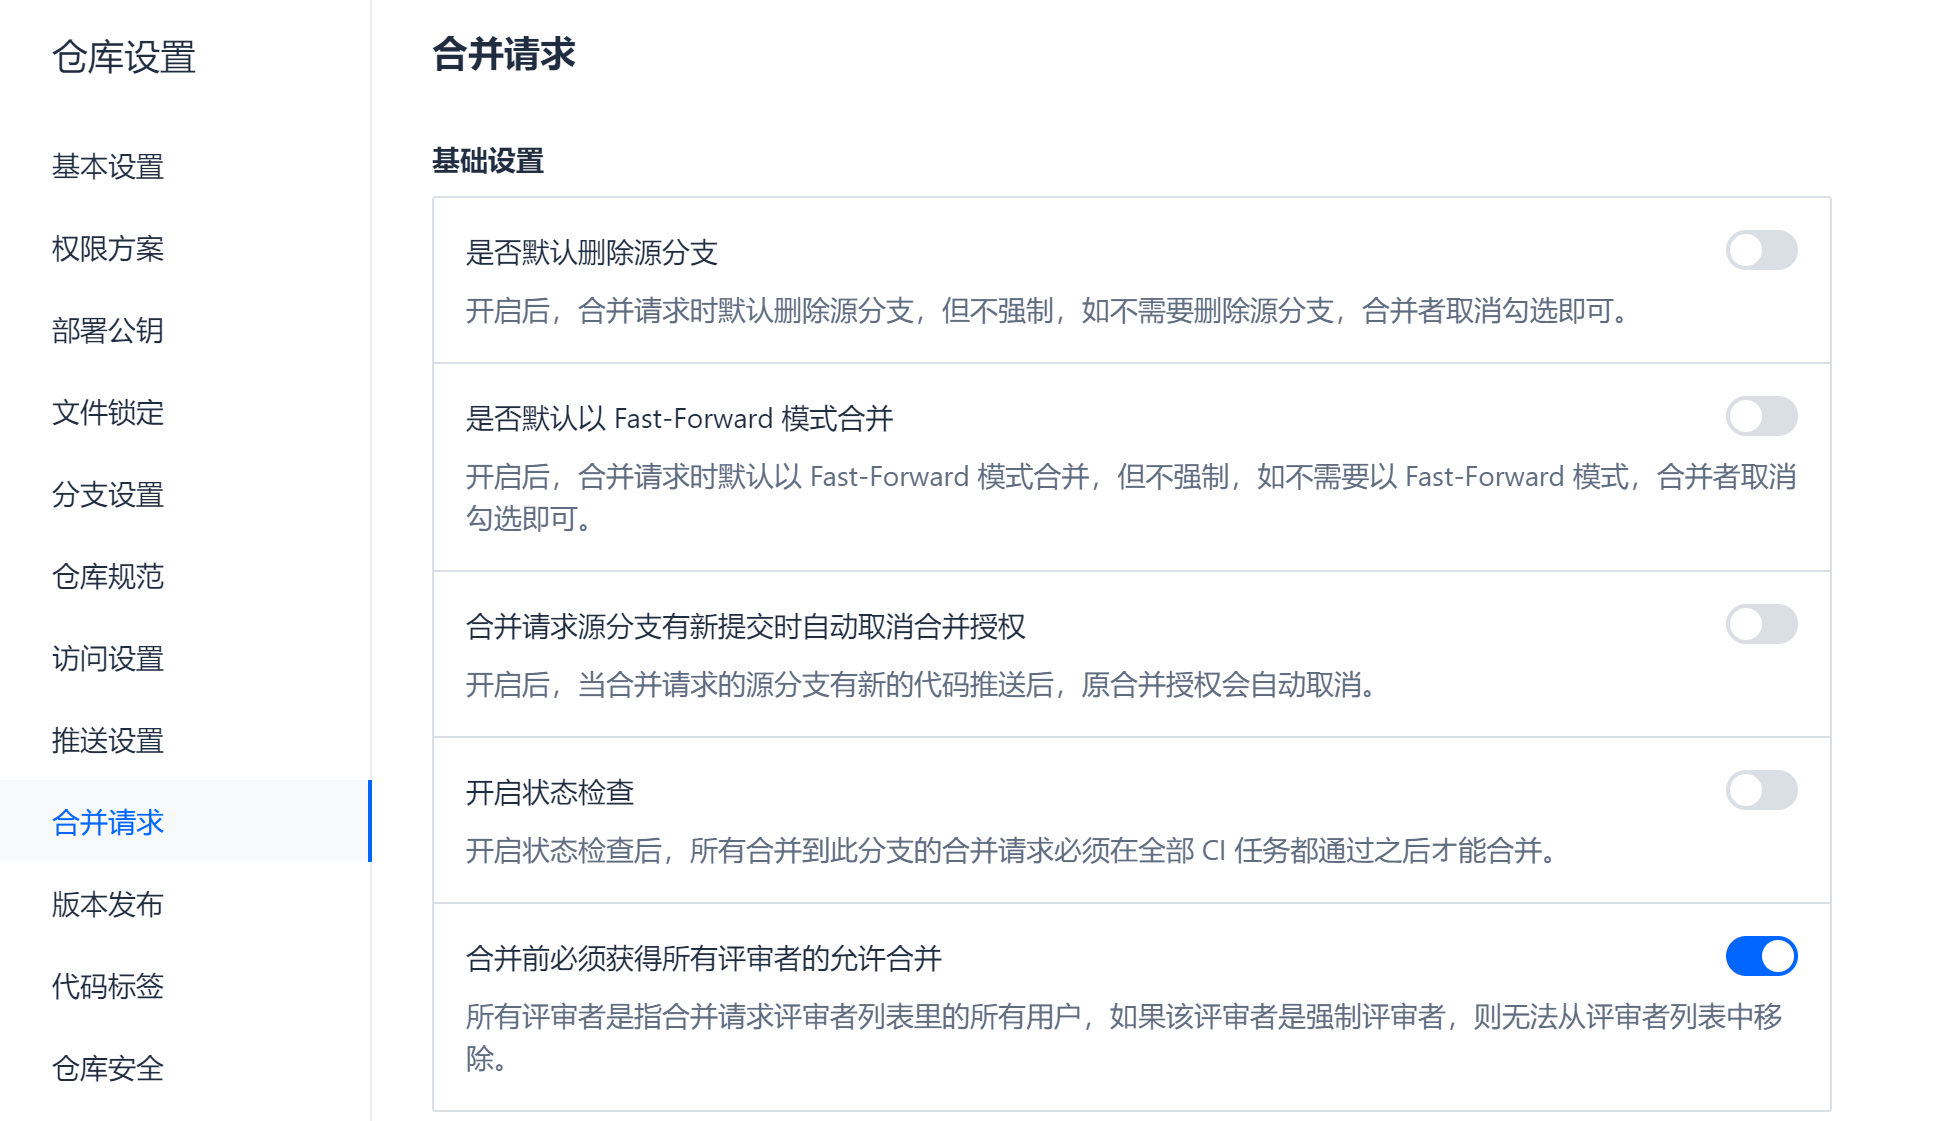 仓库设置
基本设置
权限方案
部署公钥
文件锁定
分支设置
仓库规范
访问设置
推送设置
合并请求
版本发布
代码标签
仓库安全
合并请求
基础设置
是否默认删除源分支
开启后，合并请求时默认删除源分支，但不强制，如不需要删除源分支，合并者取消勾选即可。
是否默认以 Fast-Forward 模式合并
开启后，合并请求时默认以 Fast-Forward 模式合并，但不强制，如不需要以 Fast-Forward 模式，合并者取消
勾选即可。
合并请求源分支有新提交时自动取消合并授权
开启后，当合并请求的源分支有新的代码推送后，原合并授权会自动取消。
开启状态检查
开启状态检查后，所有合并到此分支的合并请求必须在全部 CI 任务都通过之后才能合并。
合并前必须获得所有评审者的允许合并
所有评审者是指合并请求评审者列表里的所有用户，如果该评审者是强制评审者，则无法从评审者列表中移
除。